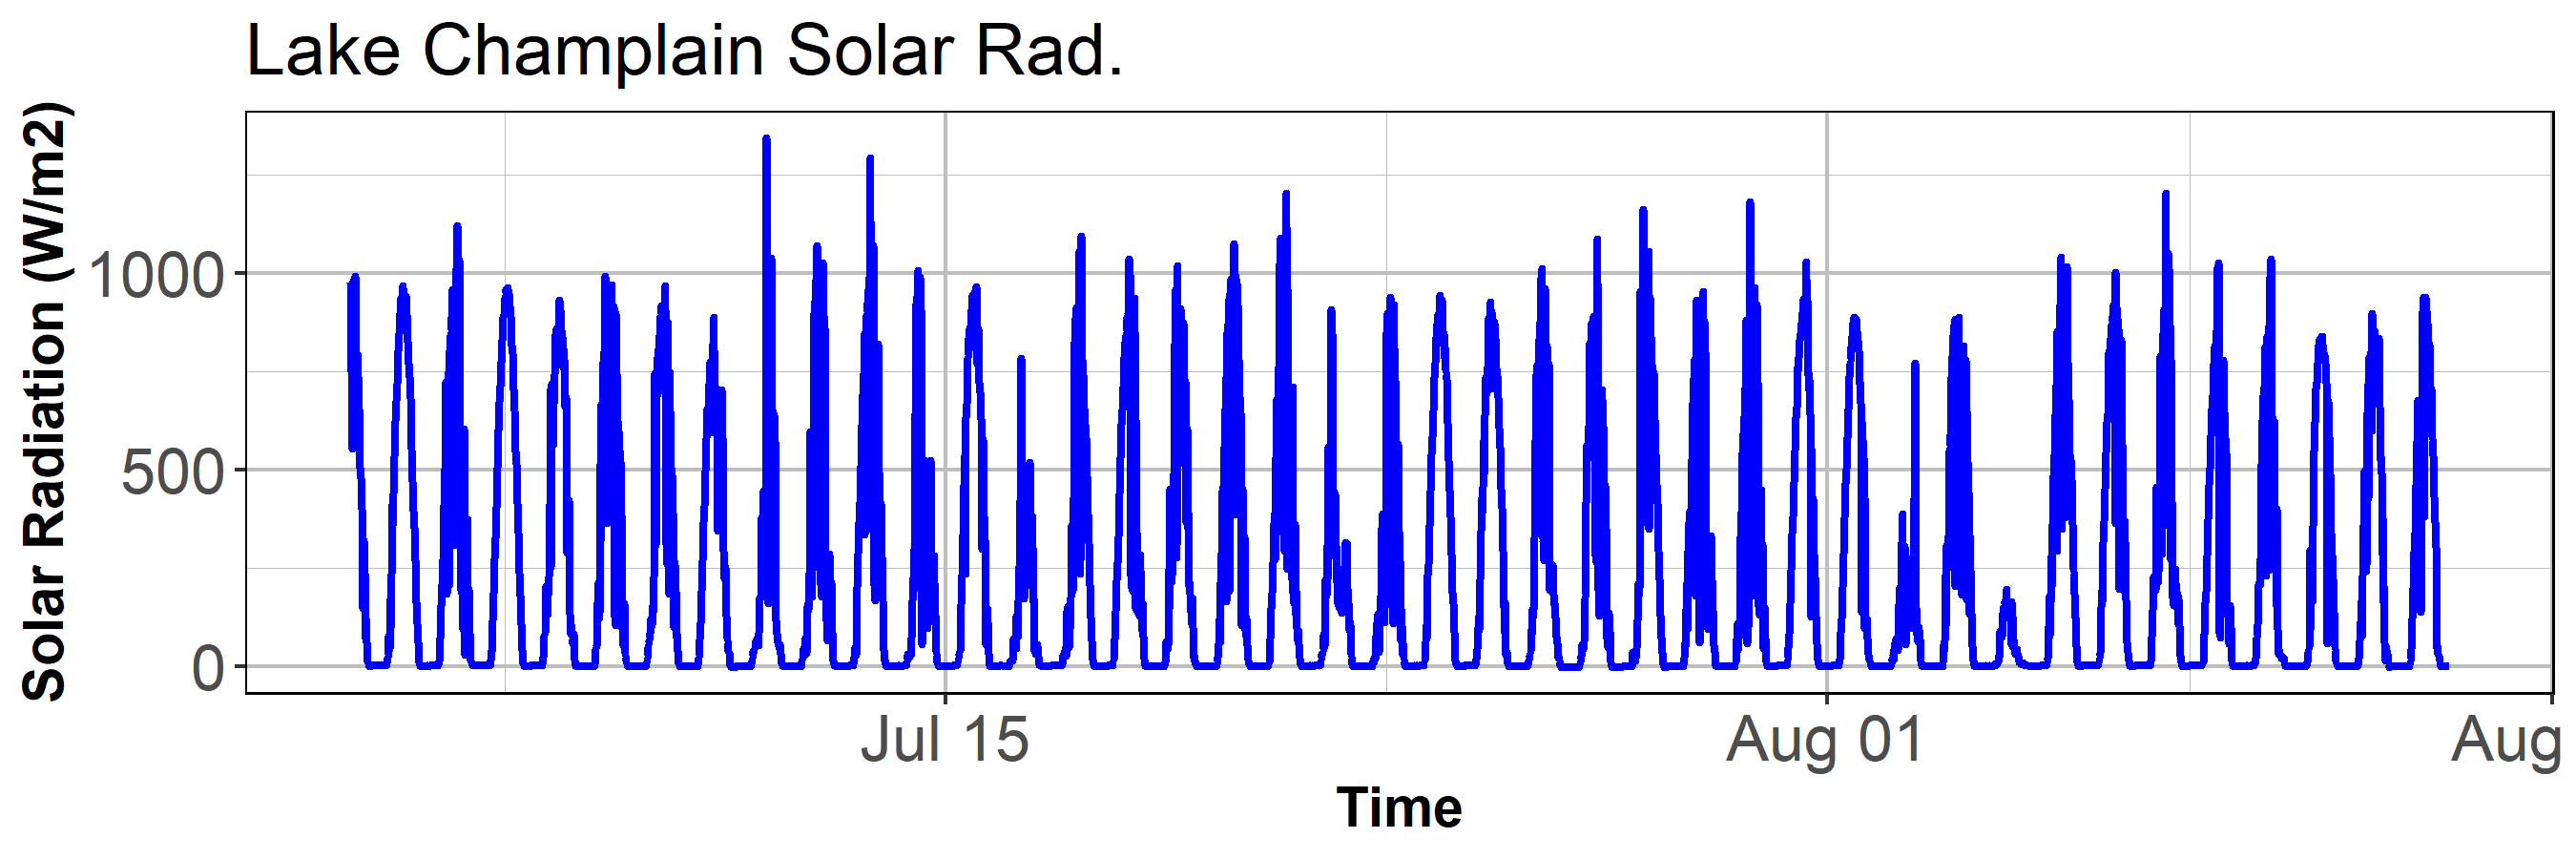 Lake Champlain Solar Rad.
Solar Radiation (W/m2)
1000
500
0
Jul 15
Aug 01
Aug
Time